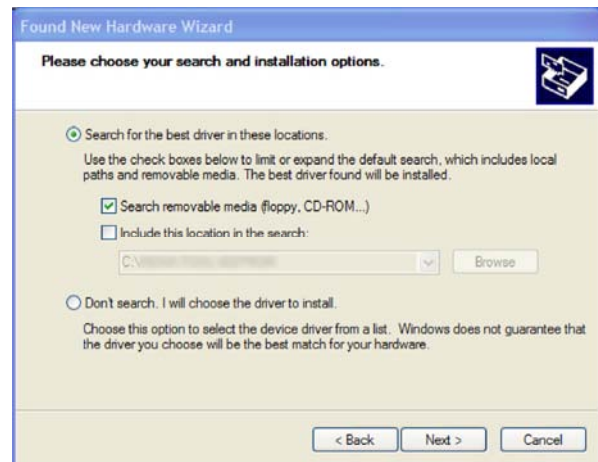 Found New Hardware Wizard
Please choose your search and installation options.
Search for the best driver in these locations.
Use the check boxes below to limit or expand the default search, which includes local
paths and removable media. The best driver found will be installed.
Search removable media (floppy, CD-ROM...)
Include this location in the search:
C:\
Browse
Don't search. I will choose the driver to install.
Choose this option to select the device driver from a list. Windows does not guarantee that
the driver you choose will be the best match for your hardware.
< Back
Next >
Cancel